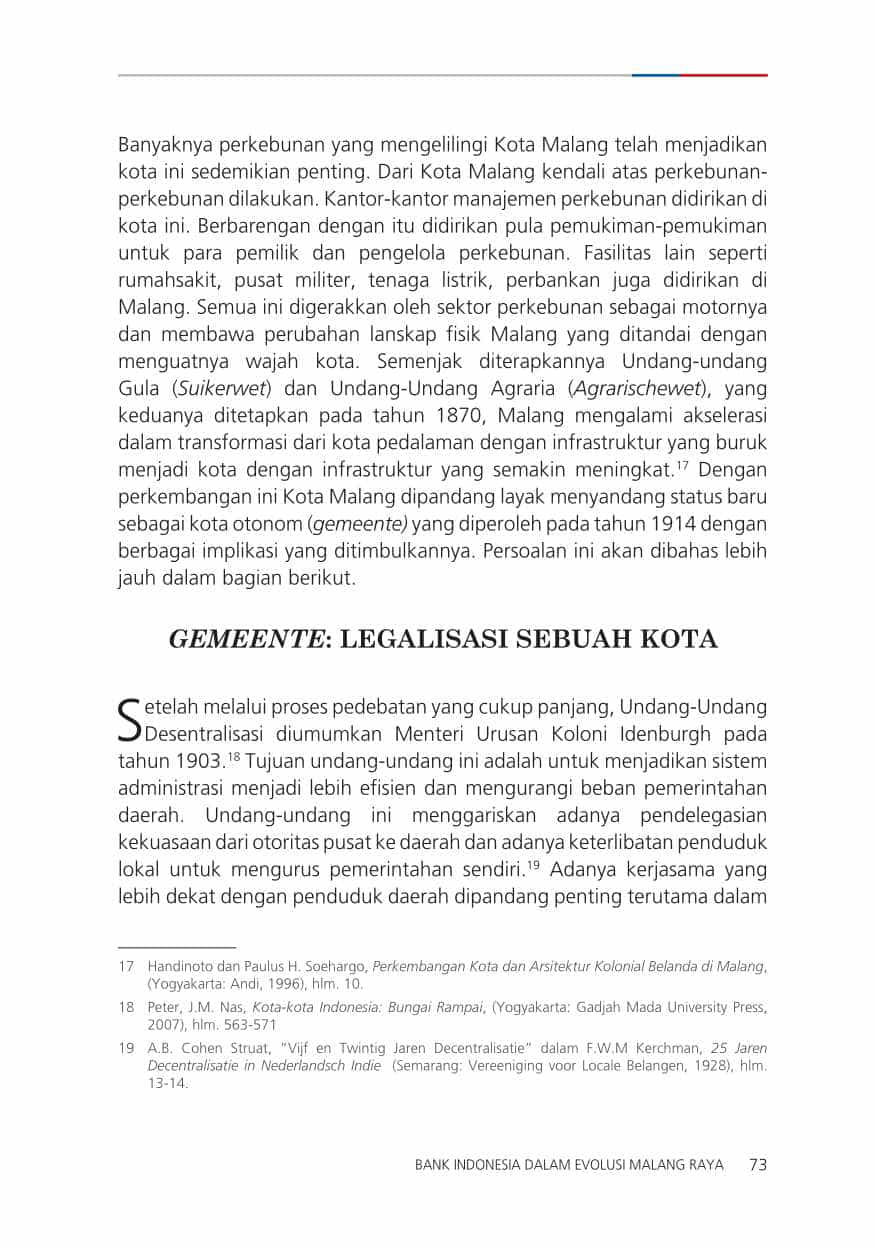 Banyaknya perkebunan yang mengelilingi Kota Malang telah menjadikan
kota ini sedemikian penting. Dari Kota Malang kendali atas perkebunan-
perkebunan dilakukan. Kantor-kantor manajemen perkebunan didirikan di
kota ini. Berbarengan dengan itu didirikan pula pemukiman-pemukiman
untuk para pemilik dan pengelola perkebunan. Fasilitas lain seperti
rumahsakit, pusat militer, tenaga listrik, perbankan juga didirikan di
Malang. Semua ini digerakkan oleh sektor perkebunan sebagai motornya
dan membawa perubahan lanskap fisik Malang yang ditandai dengan
menguatnya wajah kota. Semenjak diterapkannya Undang-undang
Gula (Suikerwet) dan Undang-Undang Agraria (Agrarischewet), yang
keduanya ditetapkan pada tahun 1870, Malang mengalami akselerasi
dalam transformasi dari kota pedalaman dengan infrastruktur yang buruk
menjadi kota dengan infrastruktur yang semakin meningkat.17 Dengan
perkembangan ini Kota Malang dipandang layak menyandang status baru
sebagai kota otonom (gemeente) yang diperoleh pada tahun 1914 dengan
berbagai implikasi yang ditimbulkannya. Persoalan ini akan dibahas lebih
jauh dalam bagian berikut.
GEMEENTE: LEGALISASI SEBUAH KOTA
Setelah melalui proses pedebatan yang cukup panjang, Undang-Undang
Desentralisasi diumumkan Menteri Urusan Koloni Idenburgh pada
tahun 1903.18 Tujuan undang-undang ini adalah untuk menjadikan sistem
administrasi menjadi lebih efisien dan mengurangi beban pemerintahan
daerah. Undang-undang ini menggariskan adanya pendelegasian
kekuasaan dari otoritas pusat ke daerah dan adanya keterlibatan penduduk
lokal untuk mengurus pemerintahan sendiri.19 Adanya kerjasama yang
lebih dekat dengan penduduk daerah dipandang penting terutama dalam
17 Handinoto dan Paulus H. Soehargo, Perkembangan Kota dan Arsitektur Kolonial Belanda di Malang,
(Yogyakarta: Andi, 1996), hlm. 10.
18 Peter, J.M. Nas, Kota-kota Indonesia: Bungai Rampai, (Yogyakarta: Gadjah Mada University Press,
2007), hlm. 563-571
19 A.B. Cohen Struat, "Vijf en Twintig Jaren Decentralisatie" dalam F.W.M Kerchman, 25 Jaren
Decentralisatie in Nederlandsch Indie (Semarang: Vereeniging voor Locale Belangen, 1928), hlm.
13-14.
BANK INDONESIA DALAM EVOLUSI MALANG RAYA 73